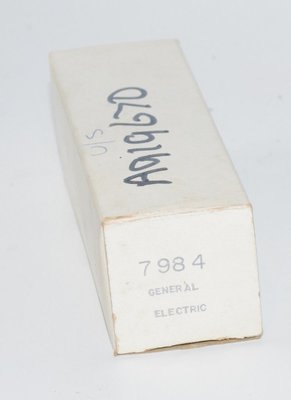 U/S
A919670
7984
GENERAL
ELECTRIC